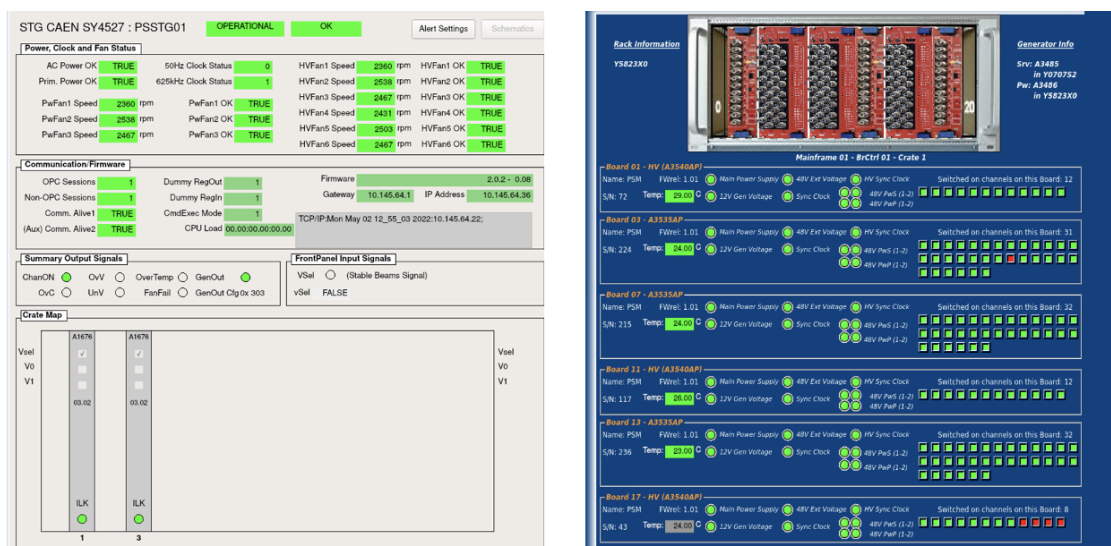 STG CAEN SY4527 : PSSTG01 OPERATIONAL OK Alert Settings Schematics
Power, Clock and Fan Status
AC Power OK TRUE 50Hz Clock Status 0 HVFan1 Speed 2360 rpm HVFan1 OK TRUE
Prim. Power OK TRUE 625kHz Clock Status 1 HVFan2 Speed 2538 rpm HVFan2 OK TRUE
HVFan3 Speed 2467 rpm HVFan3 OK TRUE
PwFan1 Speed 2360 rpm PwFan1 OK TRUE HVFan4 Speed 2431 rpm HVFan4 OK TRUE
PwFan2 Speed 2538 rpm PwFan2 OK TRUE HVFan5 Speed 2503 rpm HVFan5 OK TRUE
PwFan3 Speed 2467 rpm PwFan3 OK TRUE HVFan6 Speed 2467 rpm HVFan6 OK TRUE
Communication/Firmware
OPC Sessions 1 Dummy RegOut 1 Firmware 2.0.2 - 0.08
Non-OPC Sessions 1 Dummy RegIn 1 Gateway 10.145.64.1 IP Address 10.145.64.36
Comm. Alive1 TRUE CmdExec Mode 1 TCP/IP:Mon May 02 12_55_03 2022:10.145.64.22;
(Aux) Comm. Alive2 TRUE CPU Load 00.00:00.00:00.00
Summary Output Signals
ChanON OvV OverTemp GenOut
OvC UnV FanFail GenOut Cfg 0x 303
FrontPanel Input Signals
VSel (Stable Beams Signal)
vSel FALSE
Crate Map
A1676 A1676
Vsel Vsel
V0 V0
V1 V1
03.02 03.02
ILK ILK
1 3
Rack Information
Y5823X0
0 20
Generator Info
Srv: A3485
in Y0707S2
Pw: A3486
in Y5823X0
Mainframe 01 - BrCtrl 01 - Crate 1
Board 01 - HV (A3540AP)
Name: PSM FWrel: 1.01 Main Power Supply 48V Ext Voltage HV Sync Clock Switched on channels on this Board: 12
S/N: 72 Temp: 29.00 C 12V Gen Voltage Sync Clock 48V PwS (1-2)
48V PwP (1-2)
Board 03 - A3535AP
Name: PSM FWrel: 1.01 Main Power Supply 48V Ext Voltage HV Sync Clock Switched on channels on this Board: 31
S/N: 224 Temp: 24.00 C 12V Gen Voltage Sync Clock 48V PwS (1-2)
48V PwP (1-2)
Board 07 - A3535AP
Name: PSM FWrel: 1.01 Main Power Supply 48V Ext Voltage HV Sync Clock Switched on channels on this Board: 32
S/N: 215 Temp: 24.00 C 12V Gen Voltage Sync Clock 48V PwS (1-2)
48V PwP (1-2)
Board 11 - HV (A3540AP)
Name: PSM FWrel: 1.01 Main Power Supply 48V Ext Voltage HV Sync Clock Switched on channels on this Board: 12
S/N: 117 Temp: 26.00 C 12V Gen Voltage Sync Clock 48V PwS (1-2)
48V PwP (1-2)
Board 13 - A3535AP
Name: PSM FWrel: 1.01 Main Power Supply 48V Ext Voltage HV Sync Clock Switched on channels on this Board: 32
S/N: 236 Temp: 23.00 C 12V Gen Voltage Sync Clock 48V PwS (1-2)
48V PwP (1-2)
Board 17 - HV (A3540AP)
Name: PSM FWrel: 1.01 Main Power Supply 48V Ext Voltage HV Sync Clock Switched on channels on this Board: 8
S/N: 43 Temp: 24.00 C 12V Gen Voltage Sync Clock 48V PwS (1-2)
48V PwP (1-2)